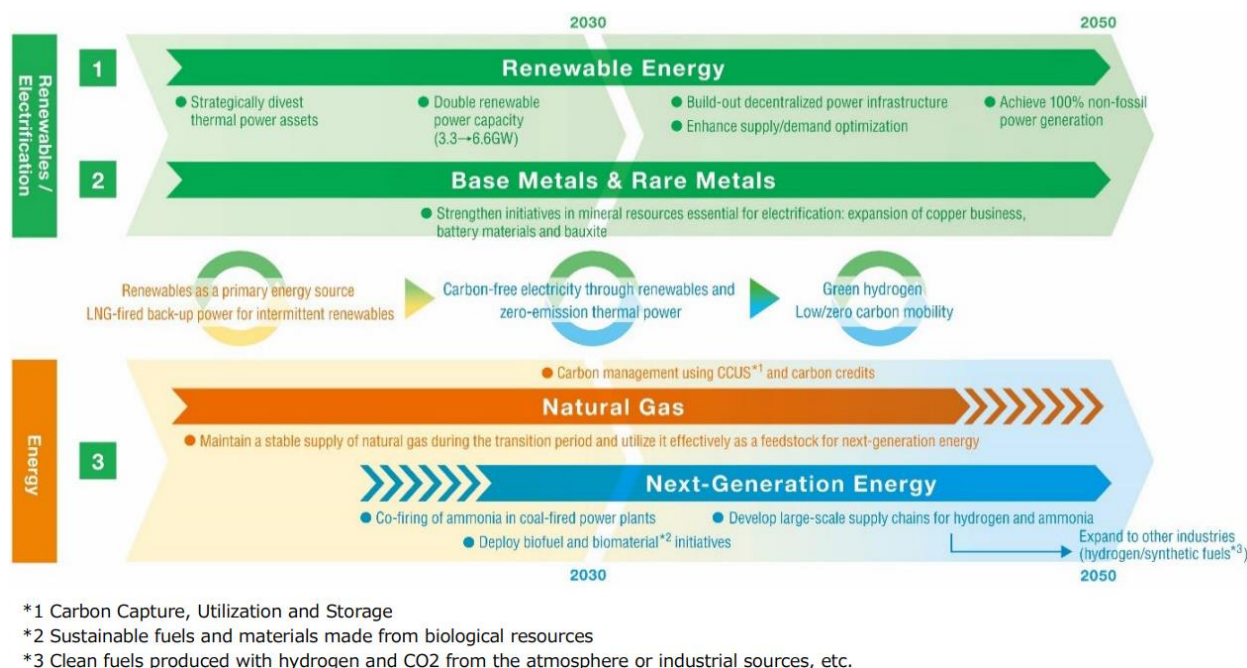 2030
2050
Renewables /
Electrification
1
Renewable Energy
● Strategically divest
thermal power assets
● Double renewable
power capacity
(3.3→6.6GW)
● Build-out decentralized power infrastructure
● Enhance supply/demand optimization
● Achieve 100% non-fossil
power generation
2
Base Metals & Rare Metals
● Strengthen initiatives in mineral resources essential for electrification: expansion of copper business,
battery materials and bauxite
Renewables as a primary energy source
LNG-fired back-up power for intermittent renewables
Carbon-free electricity through renewables and
zero-emission thermal power
Green hydrogen
Low/zero carbon mobility
Energy
3
● Carbon management using CCUS*1 and carbon credits
Natural Gas
● Maintain a stable supply of natural gas during the transition period and utilize it effectively as a feedstock for next-generation energy
Next-Generation Energy
● Co-firing of ammonia in coal-fired power plants
● Deploy biofuel and biomaterial*2 initiatives
● Develop large-scale supply chains for hydrogen and ammonia
Expand to other industries
(hydrogen/synthetic fuels*3)
2030
2050
*1 Carbon Capture, Utilization and Storage
*2 Sustainable fuels and materials made from biological resources
*3 Clean fuels produced with hydrogen and CO2 from the atmosphere or industrial sources, etc.